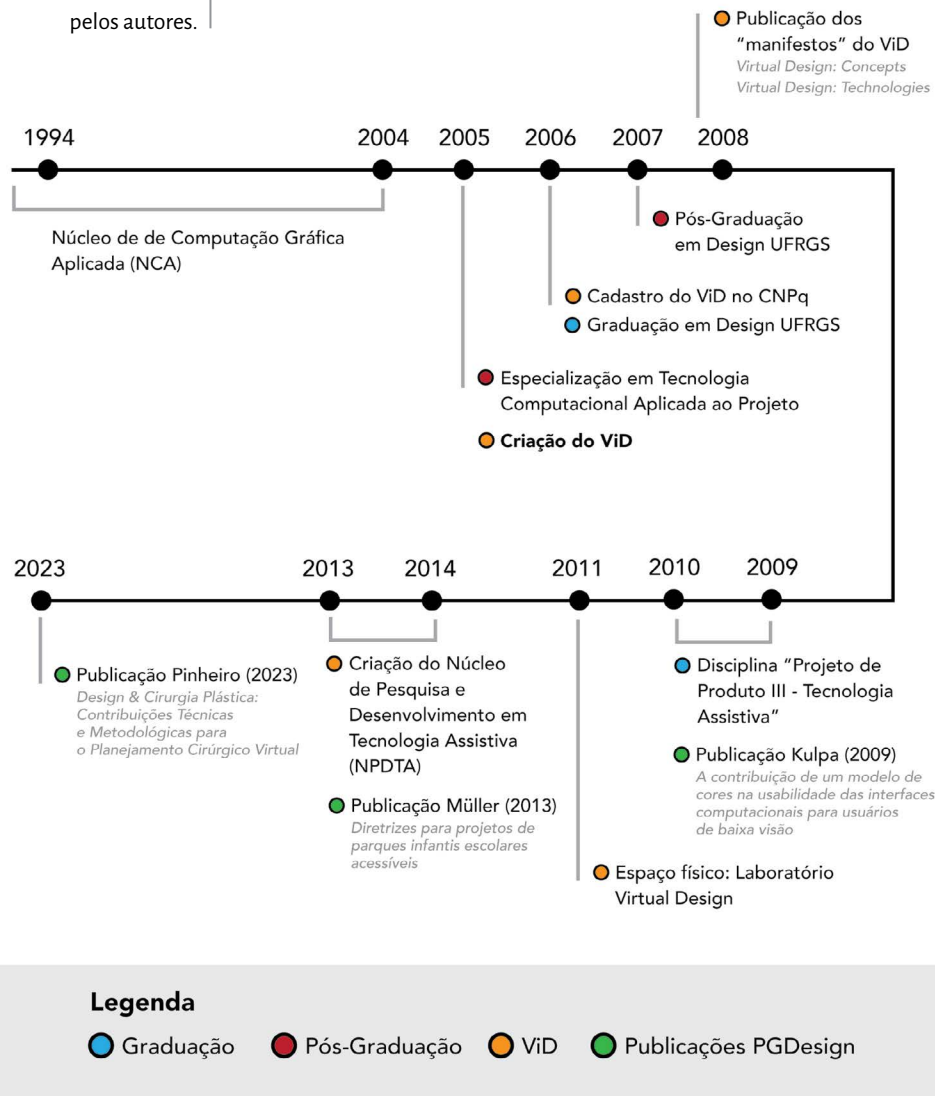 pelos autores.
Publicação dos
“manifestos” do ViD
Virtual Design: Concepts
Virtual Design: Technologies
1994
2004
2005
2006
2007
2008
Núcleo de de Computação Gráfica
Aplicada (NCA)
Pós-Graduação
em Design UFRGS
Cadastro do ViD no CNPq
Graduação em Design UFRGS
Especialização em Tecnologia
Computacional Aplicada ao Projeto
Criação do ViD
2023
2013
2014
2011
2010
2009
Publicação Pinheiro (2023)
Design & Cirurgia Plástica:
Contribuições Técnicas
e Metodológicas para
o Planejamento Cirúrgico Virtual
Criação do Núcleo
de Pesquisa e
Desenvolvimento em
Tecnologia Assistiva
(NPDTA)
Publicação Müller (2013)
Diretrizes para projetos de
parques infantis escolares
acessíveis
Disciplina “Projeto de
Produto III - Tecnologia
Assistiva”
Publicação Kulpa (2009)
A contribuição de um modelo de
cores na usabilidade das interfaces
computacionais para usuários
de baixa visão
Espaço físico: Laboratório
Virtual Design
Legenda
Graduação
Pós-Graduação
ViD
Publicações PGDesign